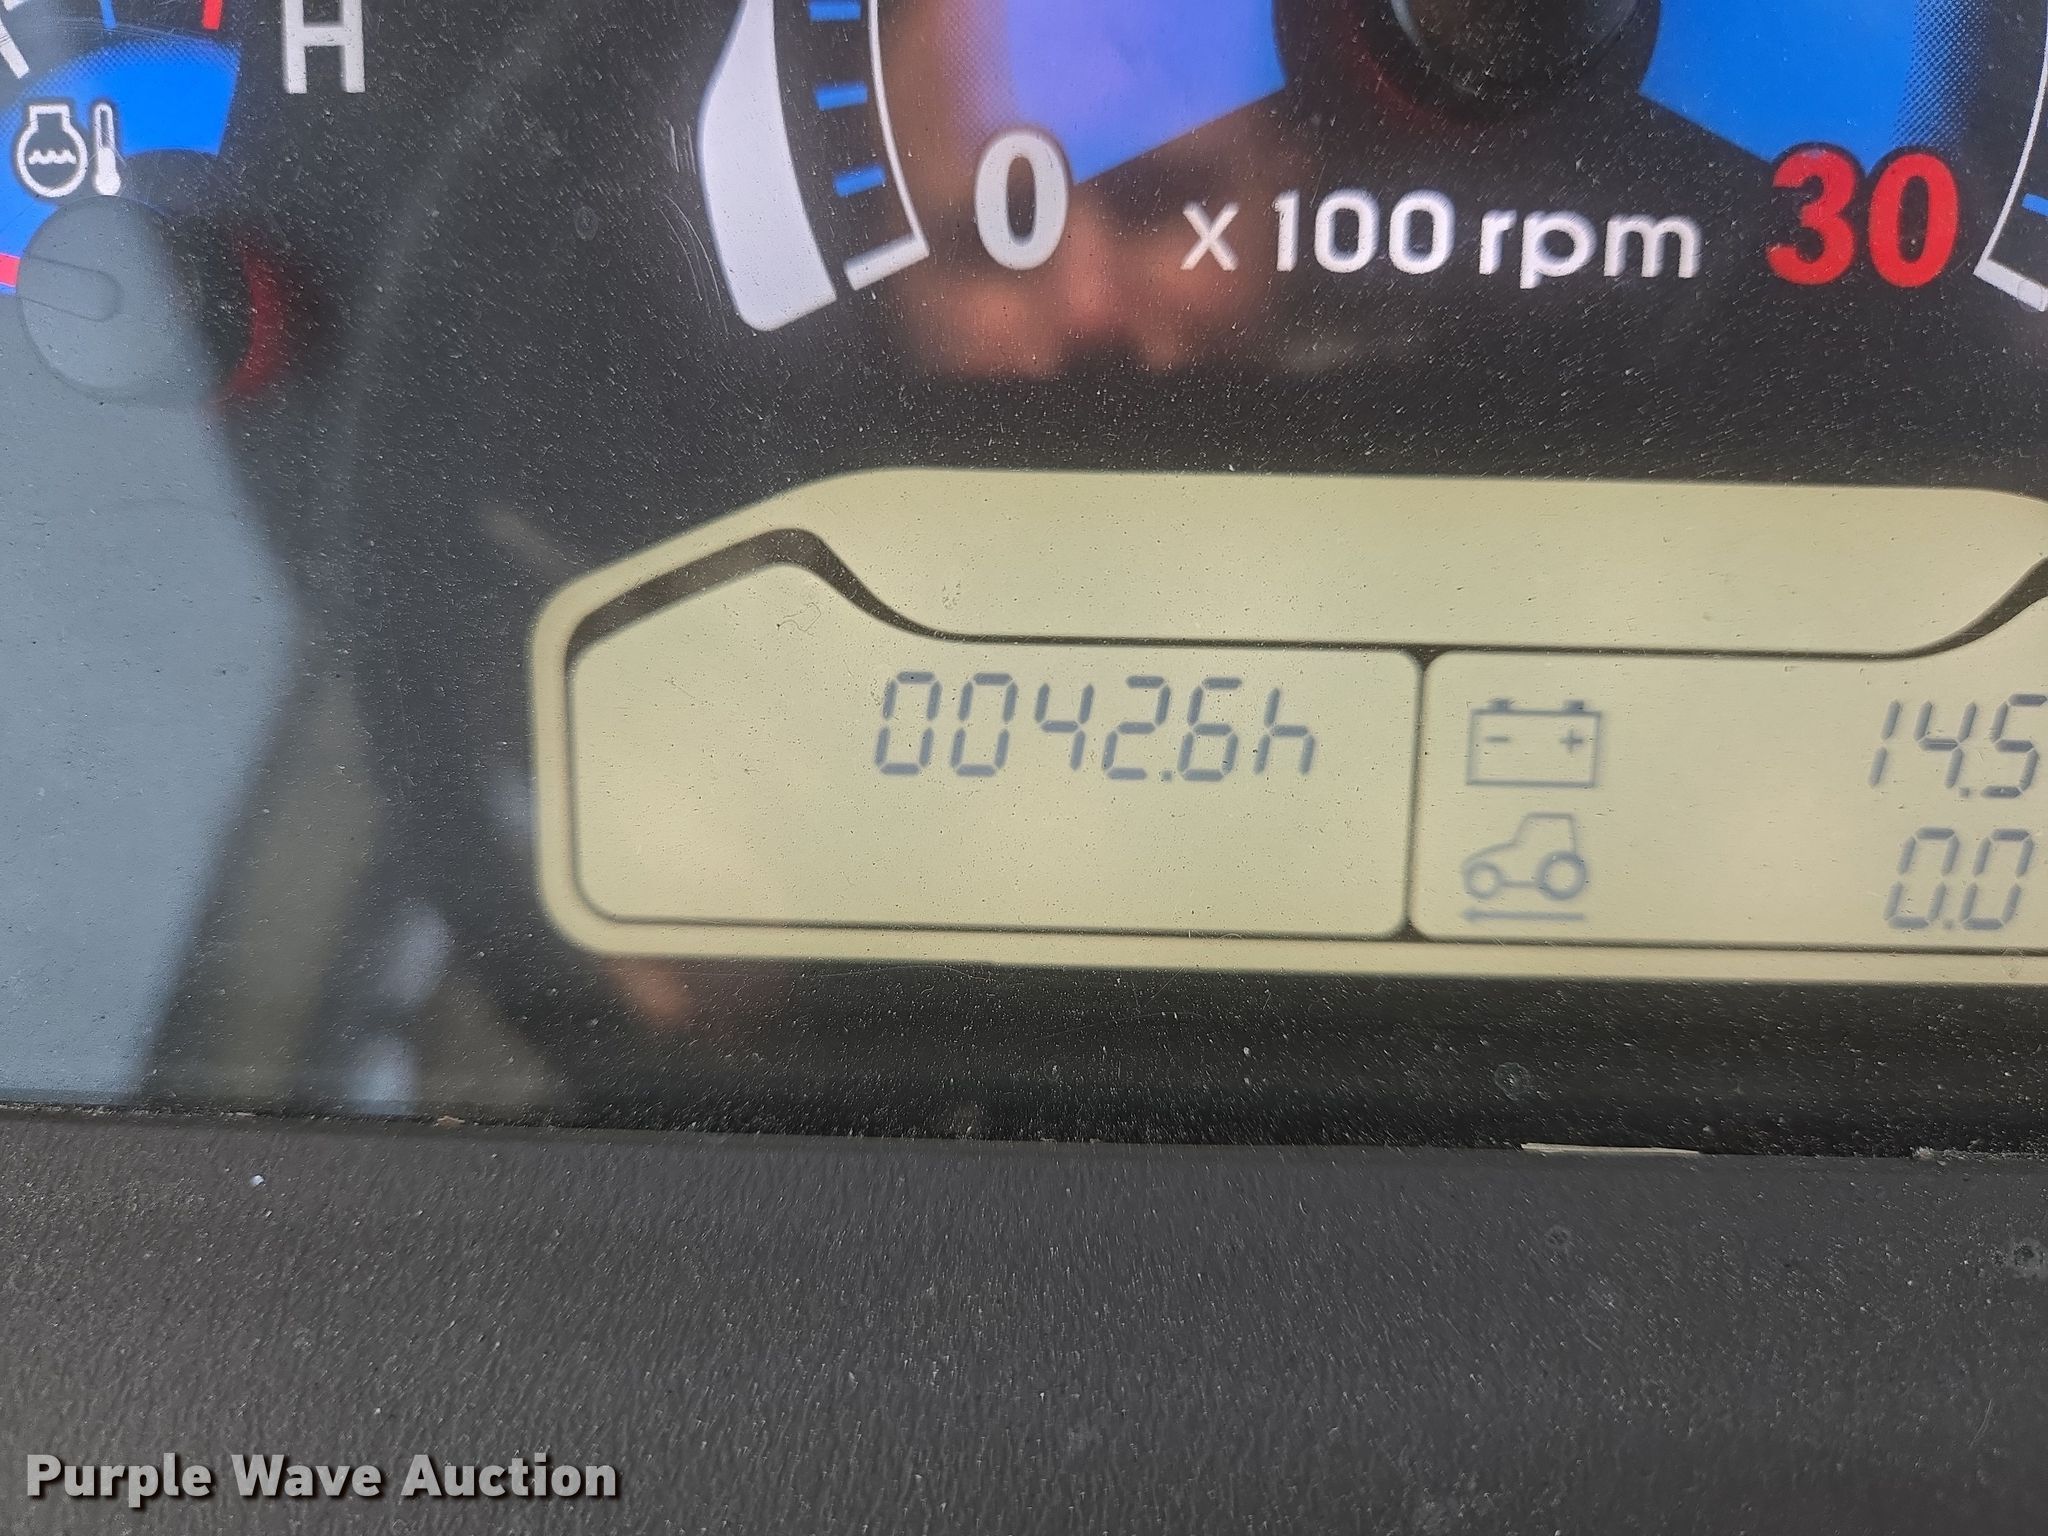 H
0 x 100 rpm 30
0042.6h
14.5
0.0
Purple Wave Auction